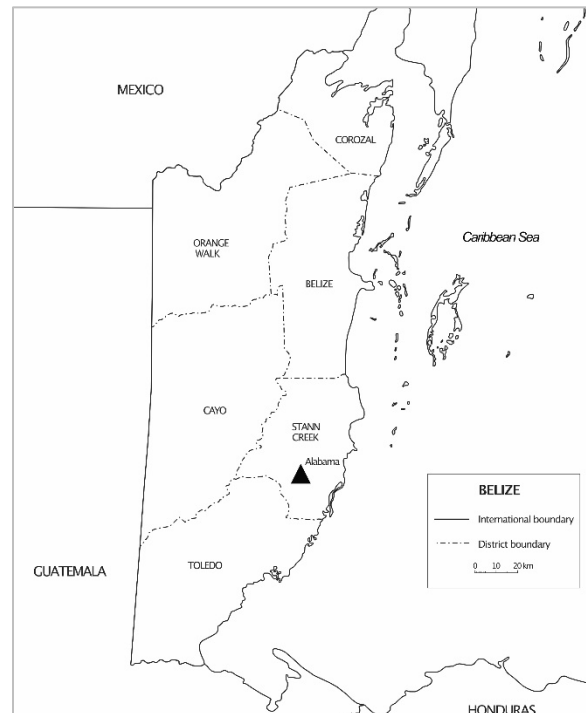 MEXICO
COROZAL
ORANGE
WALK
Caribbean Sea
BELIZE
CAYO
STANN
CREEK
Alabama
BELIZE
International boundary
District boundary
0 10 20 km
TOLEDO
GUATEMALA
HONDURAS